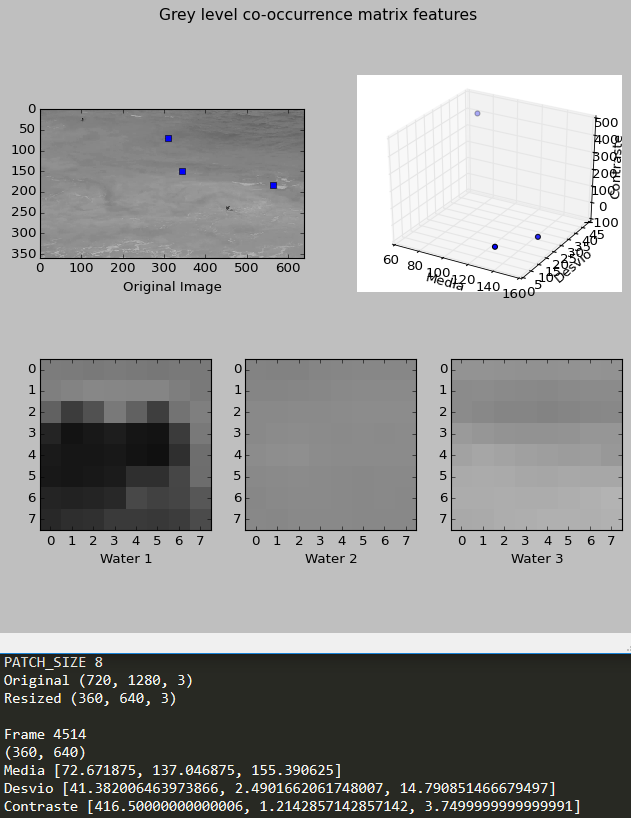 Grey level co-occurrence matrix features
0
50
100
150
200
250
300
350
0 100 200 300 400 500 600
Original Image
500
400
300
200
100
0
-100
Contraste
60 80 100 120 140 160
Media
0 5 10 15 20 25 30 35 40 45
Desvio
0
1
2
3
4
5
6
7
0 1 2 3 4 5 6 7
Water 1
0
1
2
3
4
5
6
7
0 1 2 3 4 5 6 7
Water 2
0
1
2
3
4
5
6
7
0 1 2 3 4 5 6 7
Water 3
PATCH_SIZE 8
Original (720, 1280, 3)
Resized (360, 640, 3)
Frame 4514
(360, 640)
Media [72.671875, 137.046875, 155.390625]
Desvio [41.382006463973866, 2.4901662061748007, 14.790851466679497]
Contraste [416.50000000000006, 1.2142857142857142, 3.7499999999999991]